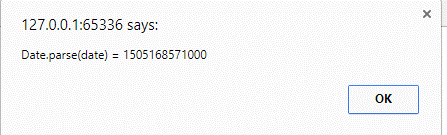 127.0.0.1:65336 says:
Date.parse(date) = 1505168571000
OK